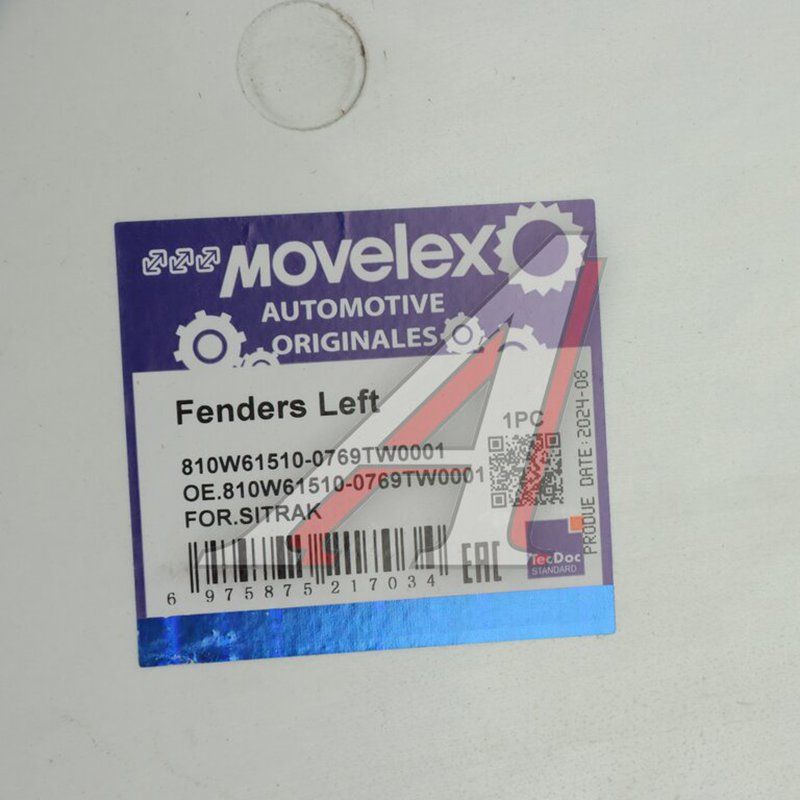 MOVELEX
AUTOMOTIVE
ORIGINALES
Fenders Left
1PC
810W61510-0769TW0001
OE.810W61510-0769TW0001
FOR.SITRAK
PRODUE DATE:2024-08
6 975875 217034
EAC
TecDoc
STANDARD